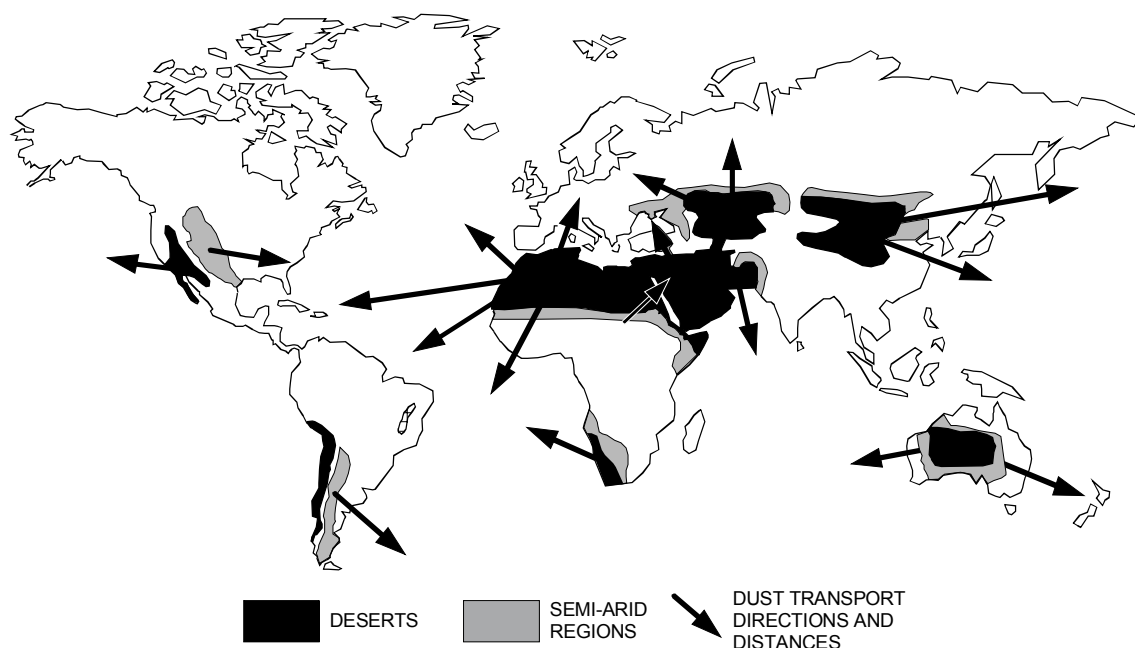 DESERTS
SEMI-ARID
REGIONS
DUST TRANSPORT
DIRECTIONS AND
DISTANCES